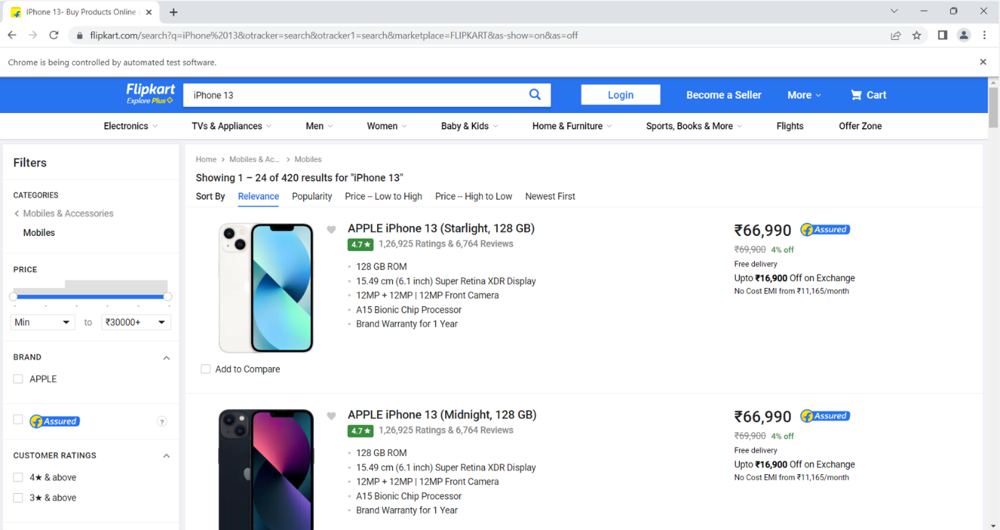 IPhone 13- Buy Products Online
flipkart.com/search?q=iPhone%2013&otracker=search&otracker1=search&marketplace=FLIPKART&as-show=on&as=off
Chrome is being controlled by automated test software.
Flipkart
Explore Plus
iPhone 13
Login
Become a Seller
More
Cart
Electronics
TVs & Appliances
Men
Women
Baby & Kids
Home & Furniture
Sports, Books & More
Flights
Offer Zone
Filters
CATEGORIES
Mobiles & Accessories
Mobiles
PRICE
Min
to
₹30000+
BRAND
APPLE
Assured
?
CUSTOMER RATINGS
4★ & above
3★ & above
Home > Mobiles & Ac... > Mobiles
Showing 1 – 24 of 420 results for "iPhone 13"
Sort By Relevance Popularity Price -- Low to High Price -- High to Low Newest First
APPLE iPhone 13 (Starlight, 128 GB)
4.7★ 1,26,925 Ratings & 6,764 Reviews
128 GB ROM
15.49 cm (6.1 inch) Super Retina XDR Display
12MP + 12MP | 12MP Front Camera
A15 Bionic Chip Processor
Brand Warranty for 1 Year
Add to Compare
₹66,990 Assured
₹69,900 4% off
Free delivery
Upto ₹16,900 Off on Exchange
No Cost EMI from ₹11,165/month
APPLE iPhone 13 (Midnight, 128 GB)
4.7★ 1,26,925 Ratings & 6,764 Reviews
128 GB ROM
15.49 cm (6.1 inch) Super Retina XDR Display
12MP + 12MP | 12MP Front Camera
A15 Bionic Chip Processor
Brand Warranty for 1 Year
₹66,990 Assured
₹69,900 4% off
Free delivery
Upto ₹16,900 Off on Exchange
No Cost EMI from ₹11,165/month